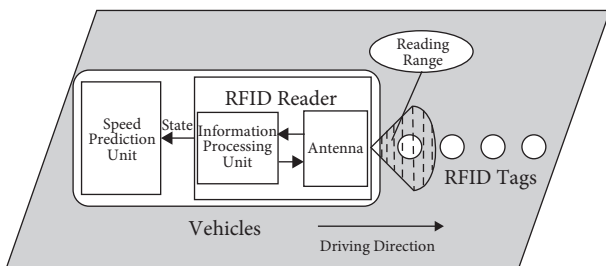 Reading
Range
RFID Reader
Speed
Prediction
Unit
State
Information
Processing
Unit
Antenna
RFID Tags
Vehicles
Driving Direction